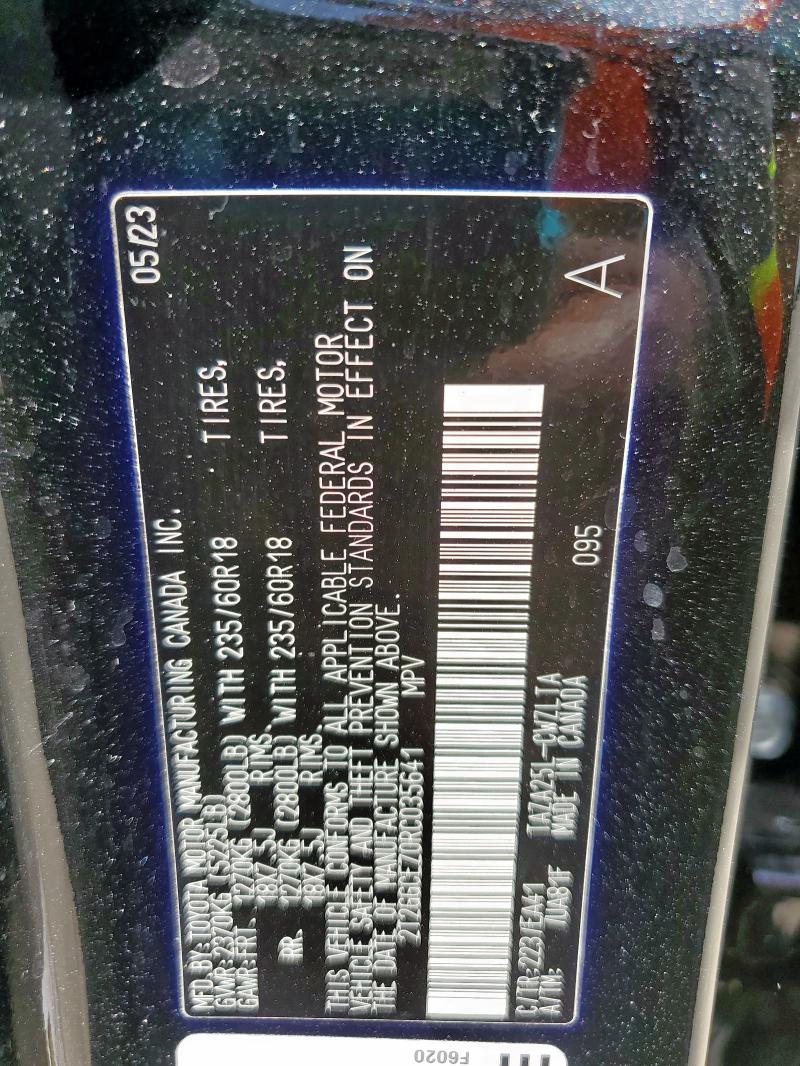 MFD.BY:TOYOTA MOTOR MANUFACTURING CANADA INC. 05/23
GVWR:2370KG (5225LB)
GAWR:FRT. 1270KG (2800LB) WITH 235/60R18 TIRES,
18X7.5J RIMS
RR. 1270KG (2800LB) WITH 235/60R18 TIRES,
18X7.5J RIMS
THIS VEHICLE CONFORMS TO ALL APPLICABLE FEDERAL MOTOR
VEHICLE SAFETY AND THEFT PREVENTION STANDARDS IN EFFECT ON
THE DATE OF MANUFACTURE SHOWN ABOVE.
MPV
C/TR:223/EA41
A/TM: MADE IN CANADA 095 A
F6020